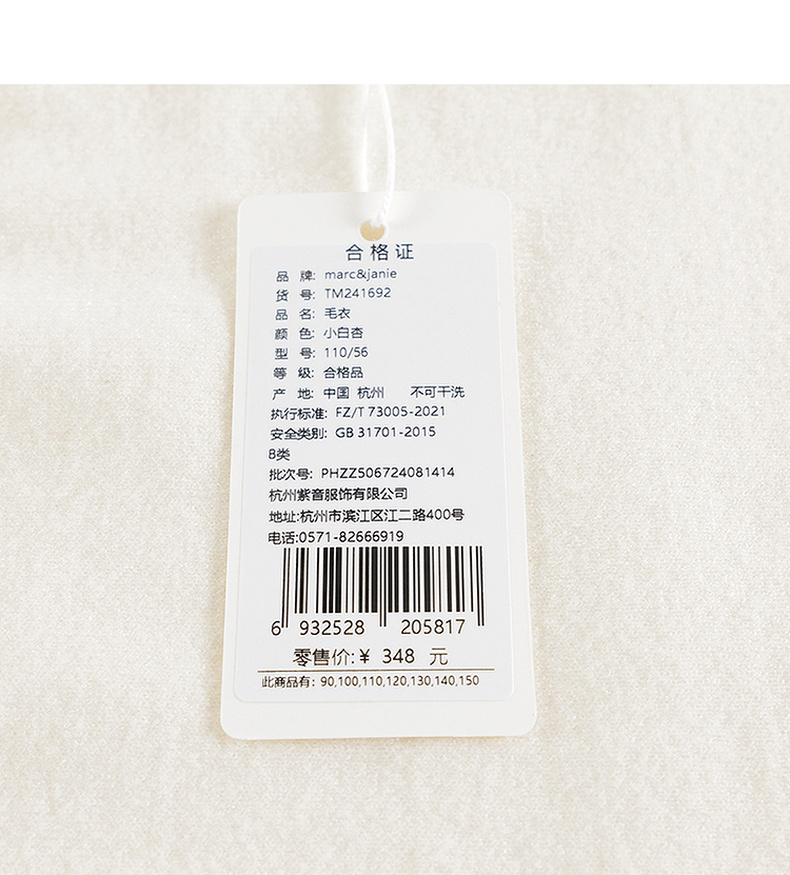 合格证
品 牌: marc&janie
货 号: TM241692
品 名: 毛衣
颜 色: 小白杏
型 号: 110/56
等 级: 合格品
产 地: 中国 杭州 不可干洗
执行标准: FZ/T 73005-2021
安全类别: GB 31701-2015
B类
批次号: PHZZ506724081414
杭州紫音服饰有限公司
地址:杭州市滨江区江二路400号
电话:0571-82666919
6 932528 205817
零售价:¥ 348 元
此商品有: 90,100,110,120,130,140,150